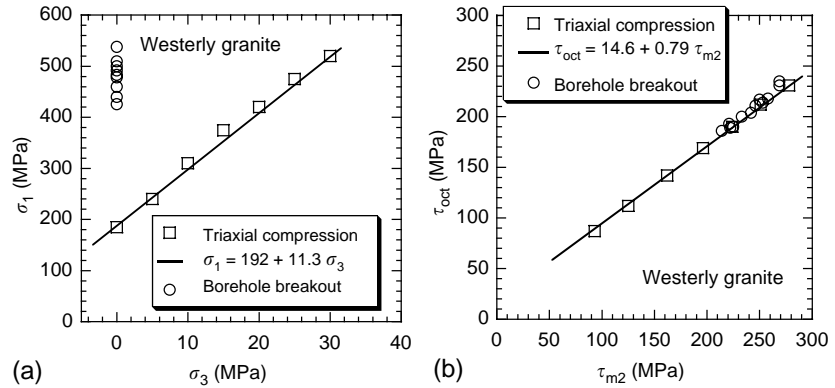 600
500
400
300
200
100
0
σ1 (MPa)
Westerly granite
Triaxial compression
σ1 = 192 + 11.3 σ3
Borehole breakout
0 10 20 30 40
(a)
σ3 (MPa)
300
250
200
150
100
50
0
τoct (MPa)
Triaxial compression
τoct = 14.6 + 0.79 τm2
Borehole breakout
Westerly granite
0 50 100 150 200 250 300
(b)
τm2 (MPa)